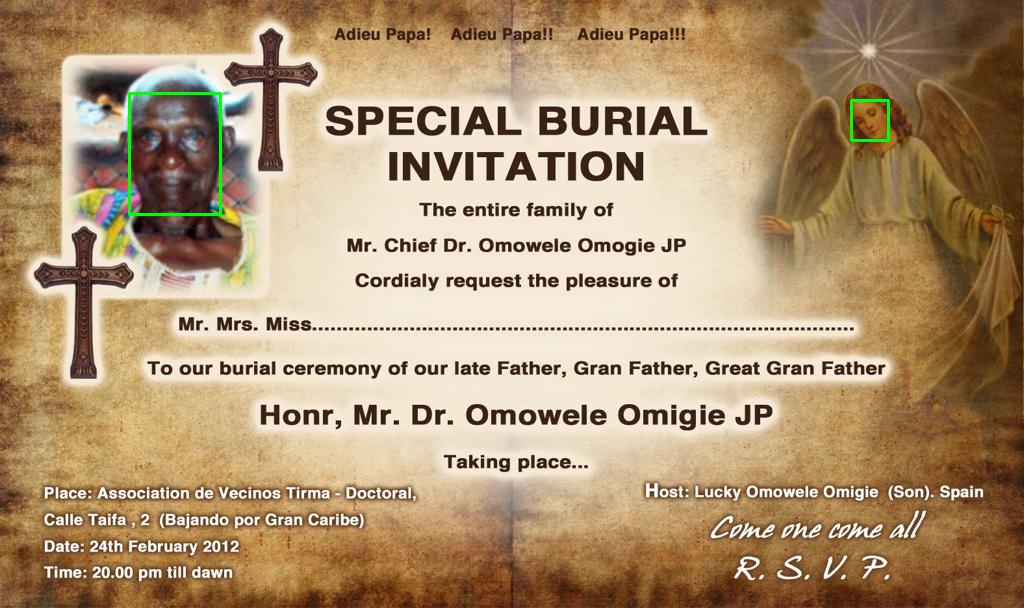 Adieu Papa! Adieu Papa!! Adieu Papa!!!
SPECIAL BURIAL
INVITATION
The entire family of
Mr. Chief Dr. Omowele Omogie JP
Cordialy request the pleasure of
Mr. Mrs. Miss..........................................................................................
To our burial ceremony of our late Father, Gran Father, Great Gran Father
Honr, Mr. Dr. Omowele Omigie JP
Taking place...
Place: Association de Vecinos Tirma - Doctoral,
Calle Taifa , 2 (Bajando por Gran Caribe)
Date: 24th February 2012
Time: 20.00 pm till dawn
Host: Lucky Omowele Omigie (Son). Spain
Come one come all
R. S. V. P.